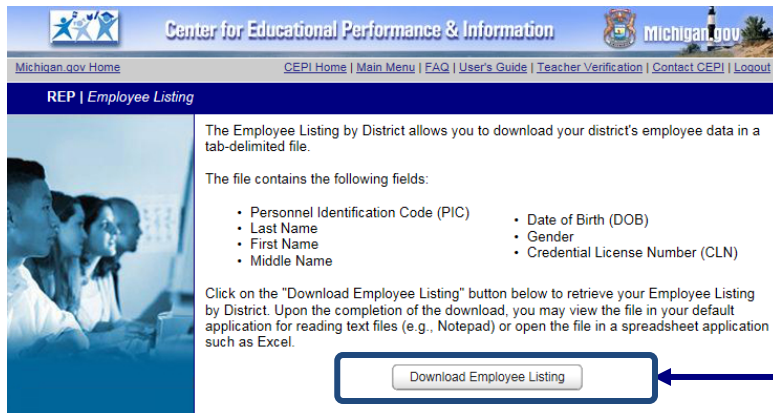 Center for Educational Performance & Information
Michigan.gov
Michigan.gov Home
CEPI Home | Main Menu | FAQ | User's Guide | Teacher Verification | Contact CEPI | Logout
REP | Employee Listing
The Employee Listing by District allows you to download your district's employee data in a
tab-delimited file.
The file contains the following fields:
• Personnel Identification Code (PIC)
• Last Name
• First Name
• Middle Name
• Date of Birth (DOB)
• Gender
• Credential License Number (CLN)
Click on the "Download Employee Listing" button below to retrieve your Employee Listing
by District. Upon the completion of the download, you may view the file in your default
application for reading text files (e.g., Notepad) or open the file in a spreadsheet application
such as Excel.
Download Employee Listing